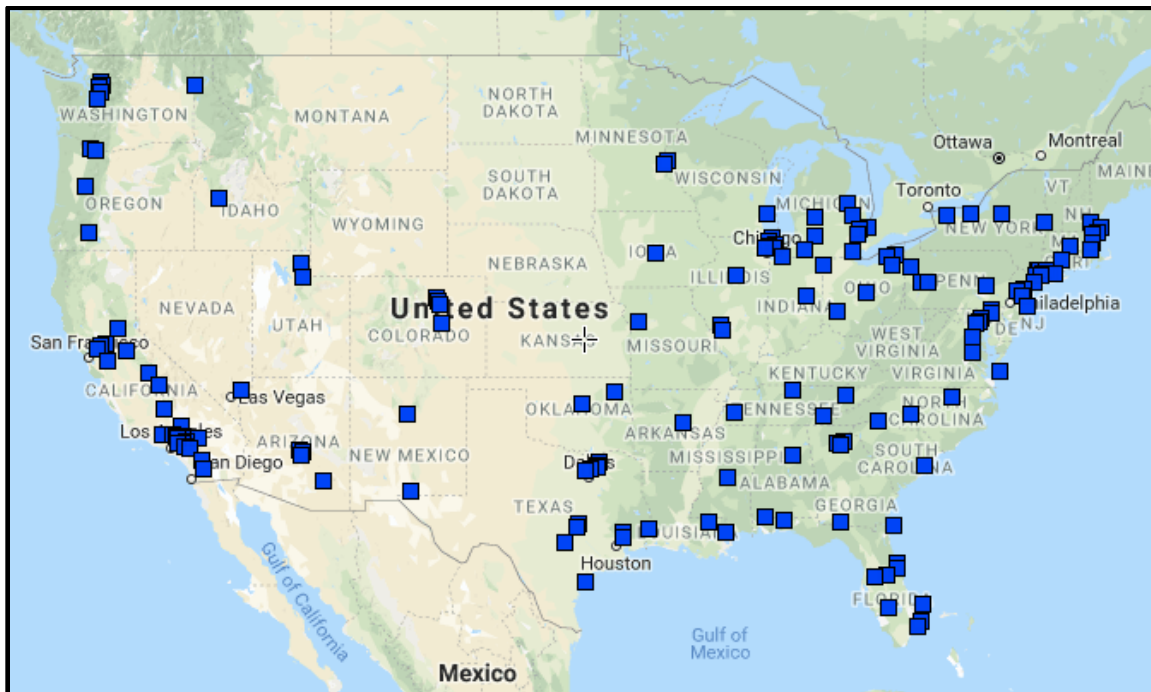 WASHINGTON
MONTANA
NORTH
DAKOTA
MINNESOTA
Ottawa
Montreal
MAIN
VT
NH
SOUTH
DAKOTA
WISCONSIN
MICHIGAN
Toronto
OREGON
IDAHO
WYOMING
NEW YORK
IOWA
Chicago
NEBRASKA
ILLINOIS
INDIANA
OHIO
PENN
NEVADA
UTAH
COLORADO
United States
KANSAS
MISSOURI
WEST
VIRGINIA
Philadelphia
DE
NJ
San Francisco
CALIFORNIA
Las Vegas
KENTUCKY
VIRGINIA
OKLAHOMA
TENNESSEE
NORTH
CAROLINA
Los Angeles
ARIZONA
NEW MEXICO
ARKANSAS
MISSISSIPPI
SOUTH
CAROLINA
San Diego
Dallas
ALABAMA
GEORGIA
TEXAS
LOUISIANA
Houston
FLORIDA
Gulf of California
Gulf of
Mexico
Mexico